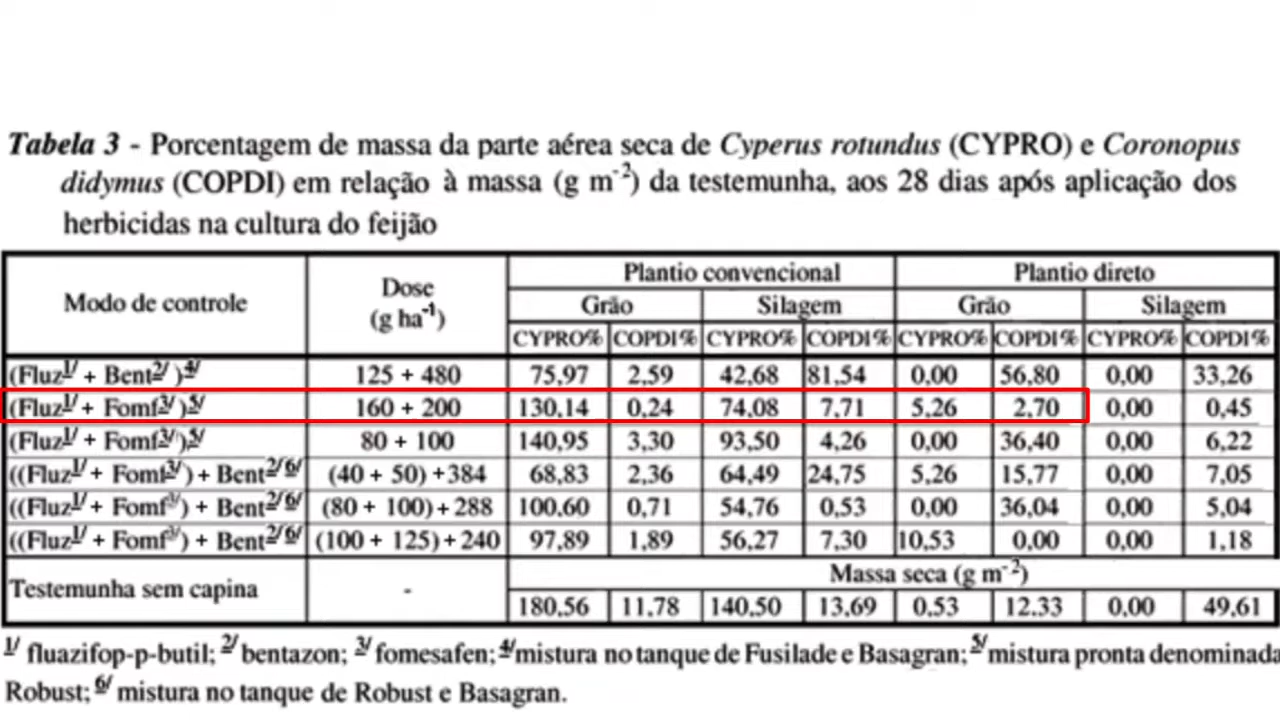 Tabela 3 - Porcentagem de massa da parte aérea seca de Cyperus rotundus (CYPRO) e Coronopus
didymus (COPDI) em relação à massa (g m-2) da testemunha, aos 28 dias após aplicação dos
herbicidas na cultura do feijão
Modo de controle Dose (g ha-1) Plantio convencional Plantio direto
Grão Silagem Grão Silagem
CYPRO% COPDI% CYPRO% COPDI% CYPRO% COPDI% CYPRO% COPDI%
(Fluz1/ + Bent2/ )4/ 125 + 480 75,97 2,59 42,68 81,54 0,00 56,80 0,00 33,26
(Fluz1/ + Fomf3/ )5/ 160 + 200 130,14 0,24 74,08 7,71 5,26 2,70 0,00 0,45
(Fluz1/ + Fomf3/ )5/ 80 + 100 140,95 3,30 93,50 4,26 0,00 36,40 0,00 6,22
((Fluz1/ + Fomf3/ ) + Bent2/6/ (40 + 50) +384 68,83 2,36 64,49 24,75 5,26 15,77 0,00 7,05
((Fluz1/ + Fomf3/ ) + Bent2/6/ (80 + 100) + 288 100,60 0,71 54,76 0,53 0,00 36,04 0,00 5,04
((Fluz1/ + Fomf3/ ) + Bent2/6/ (100 + 125) + 240 97,89 1,89 56,27 7,30 10,53 0,00 0,00 1,18
Testemunha sem capina - Massa seca (g m-2)
180,56 11,78 140,50 13,69 0,53 12,33 0,00 49,61
1/ fluazifop-p-butil; 2/ bentazon; 3/ fomesafen; 4/ mistura no tanque de Fusilade e Basagran; 5/ mistura pronta denominada
Robust; 6/ mistura no tanque de Robust e Basagran.